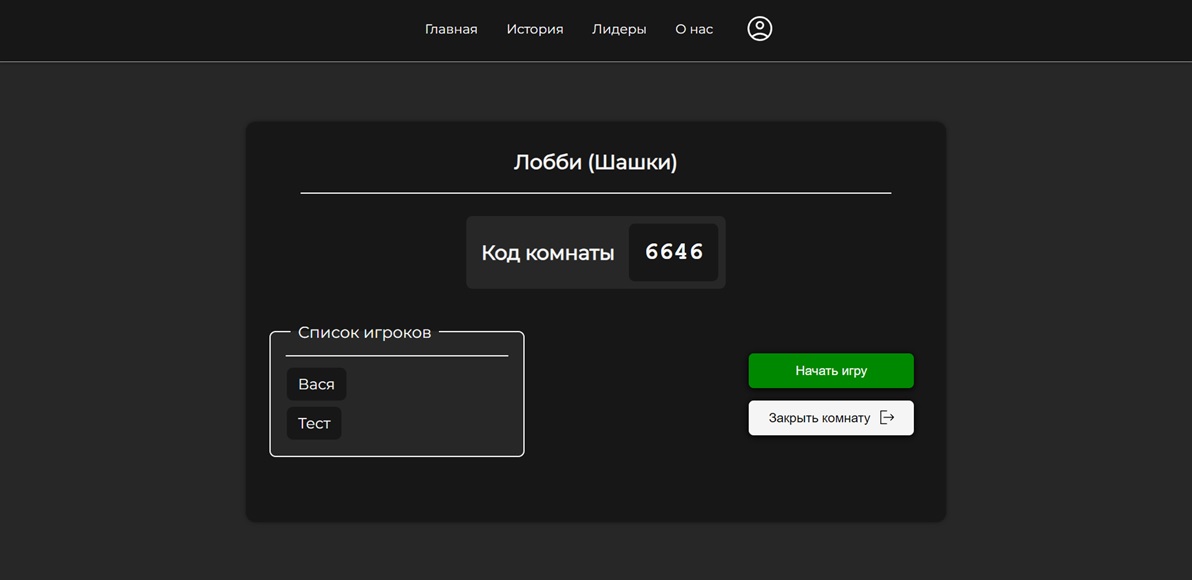 Главная История Лидеры О нас
Лобби (Шашки)
Код комнаты 6646
Список игроков
Вася
Тест
Начать игру
Закрыть комнату